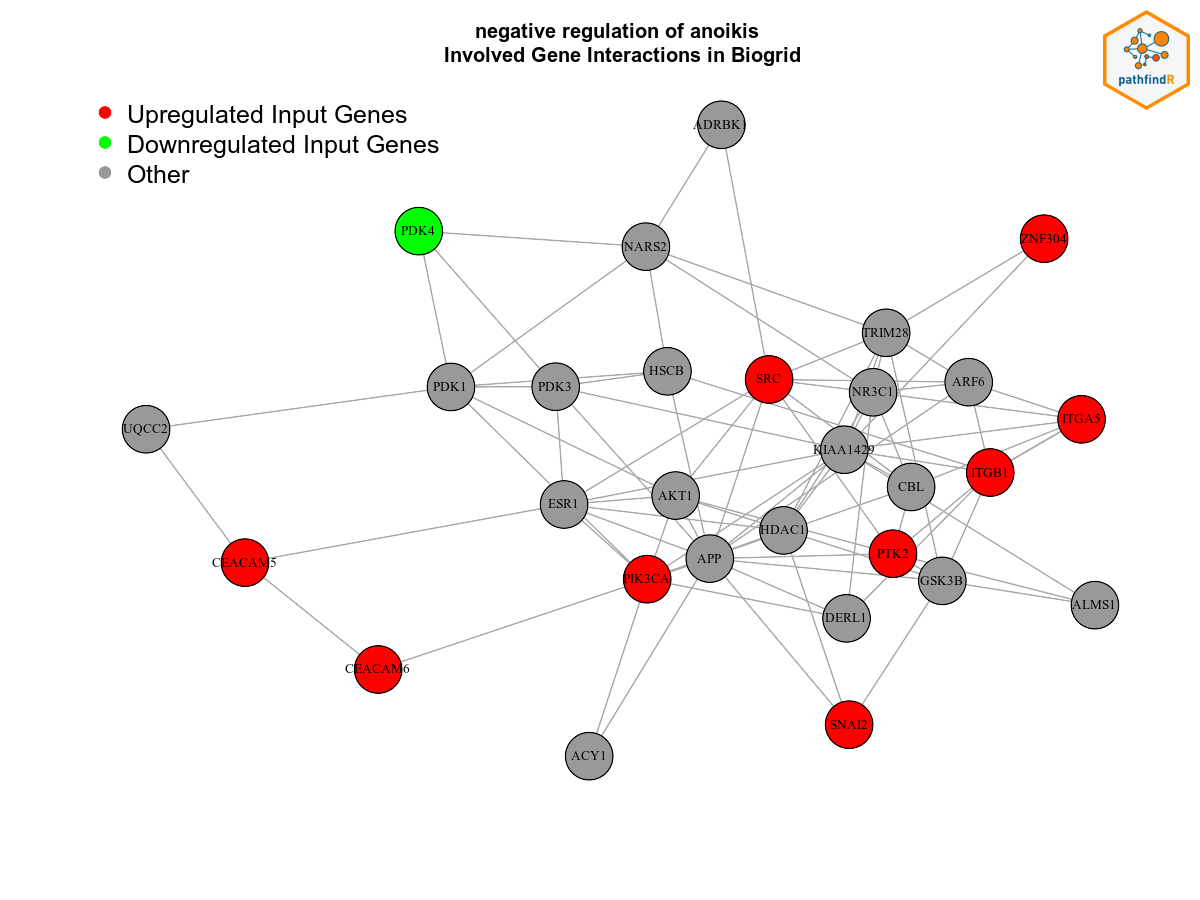 negative regulation of anoikis
Involved Gene Interactions in Biogrid
pathfindR
Upregulated Input Genes
Downregulated Input Genes
Other
ADRBK1
PDK4
NARS2
ZNF304
TRIM28
PDK1
PDK3
HSCB
SRC
NR3C1
ARF6
UQCC2
ITGA5
KIAA1429
ITGB1
CBL
ESR1
AKT1
HDAC1
CEACAM5
APP
PTK2
PIK3CA
GSK3B
DERL1
ALMS1
CEACAM6
SNAI2
ACY1